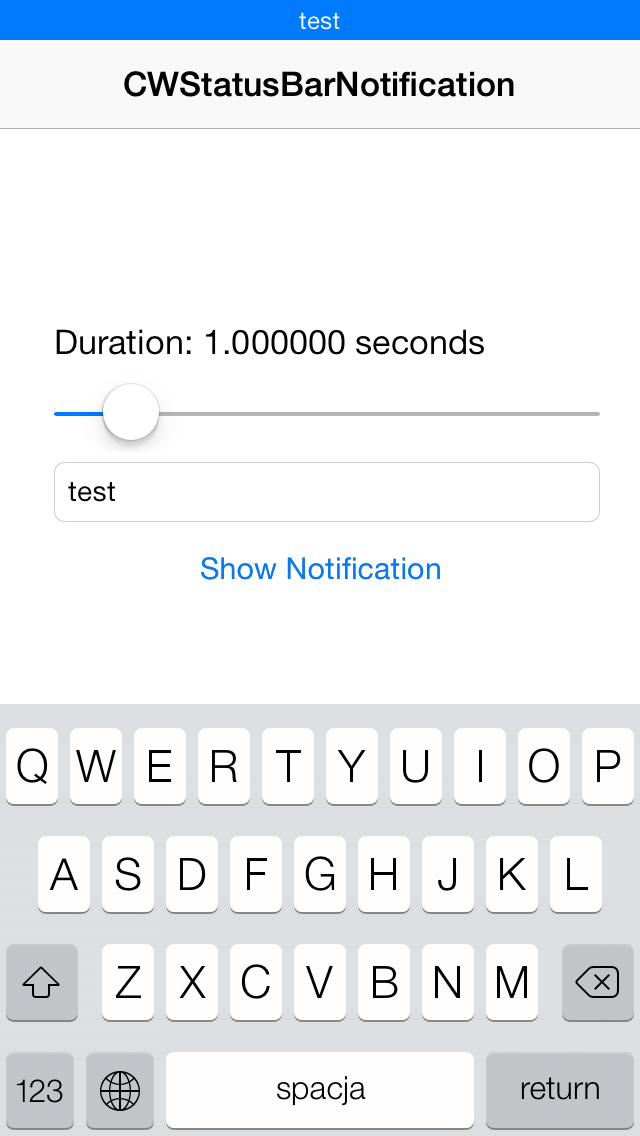 test
CWStatusBarNotification
Duration: 1.000000 seconds
test
Show Notification
Q W E R T Y U I O P
A S D F G H J K L
Z X C V B N M
123 spacja return